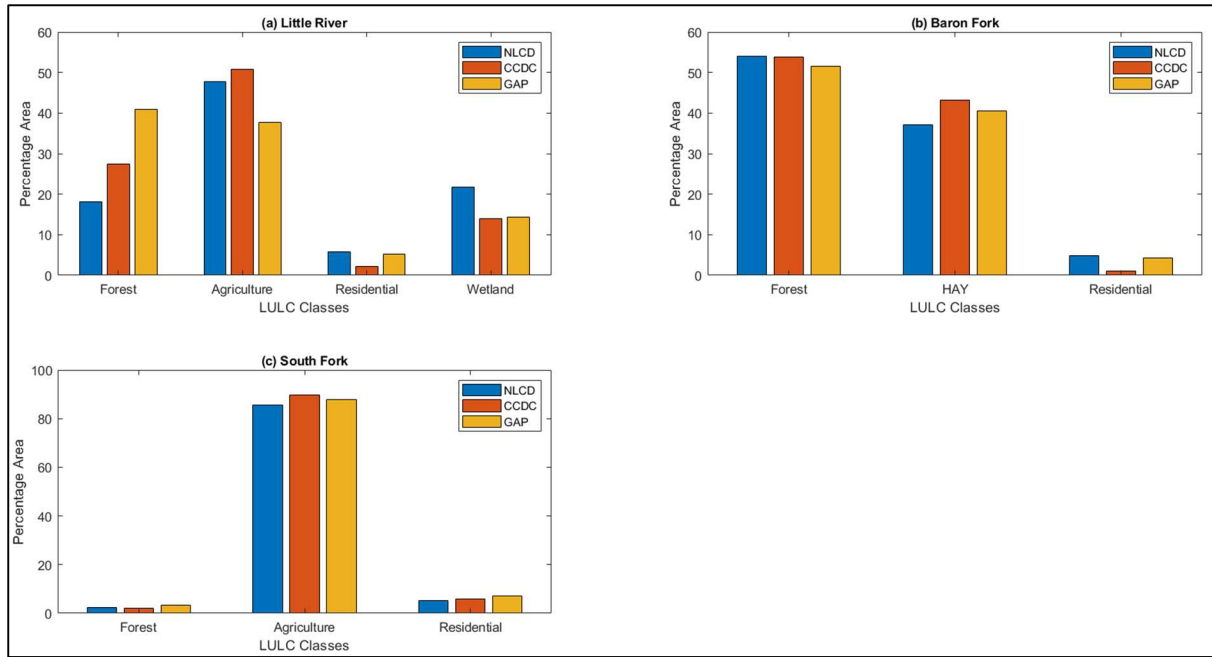 (a) Little River
60
50
40
30
20
10
0
Percentage Area
NLCD
CCDC
GAP
Forest Agriculture Residential Wetland
LULC Classes
(b) Baron Fork
60
50
40
30
20
10
0
Percentage Area
NLCD
CCDC
GAP
Forest HAY Residential
LULC Classes
(c) South Fork
100
80
60
40
20
0
Percentage Area
NLCD
CCDC
GAP
Forest Agriculture Residential
LULC Classes